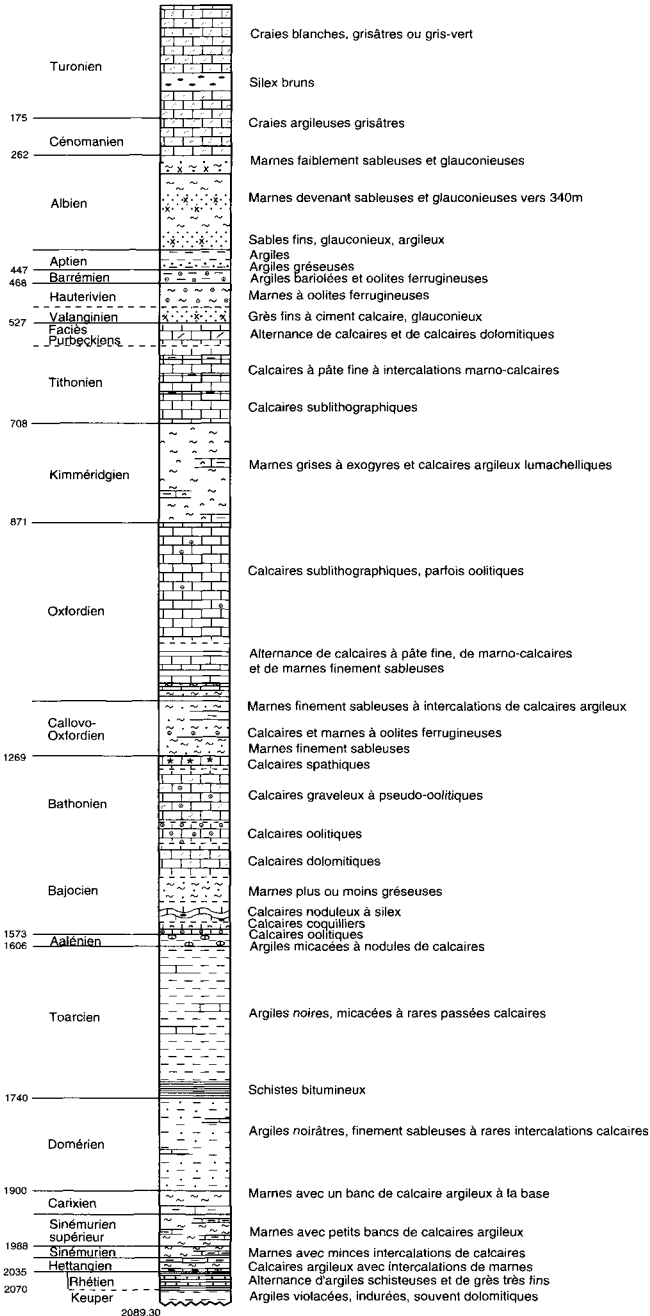 Craies blanches, grisâtres ou gris-vert
Turonien
Silex bruns
175
Craies argileuses grisâtres
Cénomanien
262
Marnes faiblement sableuses et glauconieuses
Albien
Marnes devenant sableuses et glauconieuses vers 340m
Sables fins, glauconieux, argileux
Argiles
Aptien
Argiles gréseuses
447
Barrémien
Argiles bariolées et oolites ferrugineuses
468
Hauterivien
Marnes à oolites ferrugineuses
Valanginien
Grès fins à ciment calcaire, glauconieux
527
Faciès
Purbeckiens
Alternance de calcaires et de calcaires dolomitiques
Calcaires à pâte fine à intercalations marno-calcaires
Tithonien
Calcaires sublithographiques
708
Marnes grises à exogyres et calcaires argileux lumachelliques
Kimméridgien
871
Calcaires sublithographiques, parfois oolitiques
Oxfordien
Alternance de calcaires à pâte fine, de marno-calcaires
et de marnes finement sableuses
Marnes finement sableuses à intercalations de calcaires argileux
Callovo-
Oxfordien
Calcaires et marnes à oolites ferrugineuses
Marnes finement sableuses
1269
Calcaires spathiques
Calcaires graveleux à pseudo-oolitiques
Bathonien
Calcaires oolitiques
Calcaires dolomitiques
Bajocien
Marnes plus ou moins gréseuses
Calcaires noduleux à silex
Calcaires coquilliers
1573
Calcaires oolitiques
Aalénien
1606
Argiles micacées à nodules de calcaires
Toarcien
Argiles noires, micacées à rares passées calcaires
Schistes bitumineux
1740
Argiles noirâtres, finement sableuses à rares intercalations calcaires
Domérien
1900
Marnes avec un banc de calcaire argileux à la base
Carixien
Sinémurien
supérieur
Marnes avec petits bancs de calcaires argileux
1988
Sinémurien
Marnes avec minces intercalations de calcaires
Hettangien
Calcaires argileux avec intercalations de marnes
2035
Rhétien
Alternance d'argiles schisteuses et de grès très fins
2070
Keuper
Argiles violacées, indurées, souvent dolomitiques
2089.30